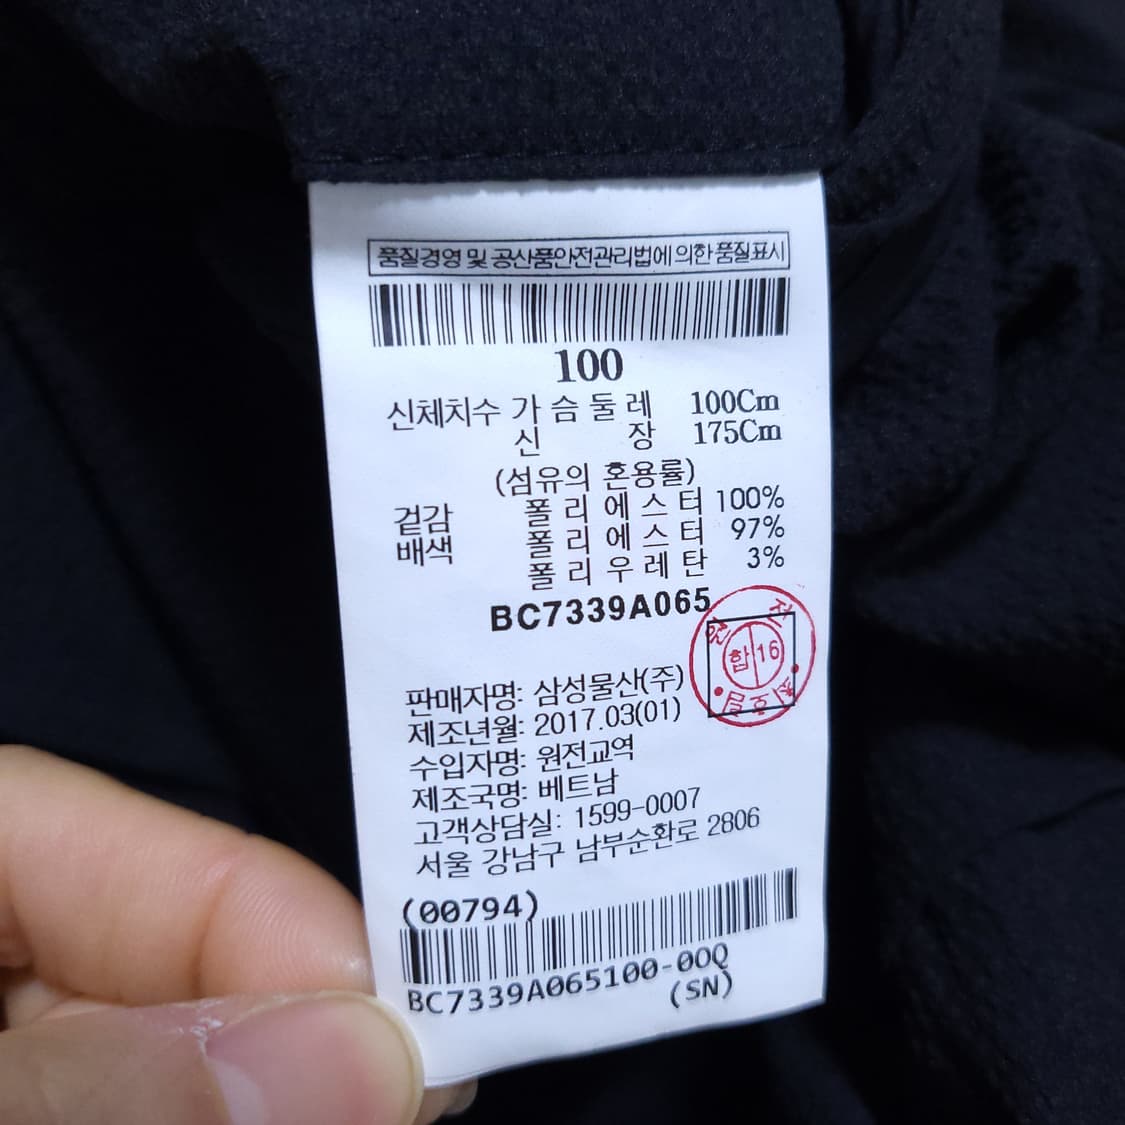 품질경영 및 공산품안전관리법에 의한 품질표시
100
신체치수 가 슴 둘 레 100Cm
신 장 175Cm
(섬유의 혼용률)
겉감 폴 리 에 스 터 100%
배색 폴 리 에 스 터 97%
폴 리 우 레 탄 3%
BC7339A065
합 16
판매자명: 삼성물산(주)
제조년월: 2017.03(01)
수입자명: 원전교역
제조국명: 베트남
고객상담실: 1599-0007
서울 강남구 남부순환로 2806
(00794)
BC7339A065100-0OQ
(SN)